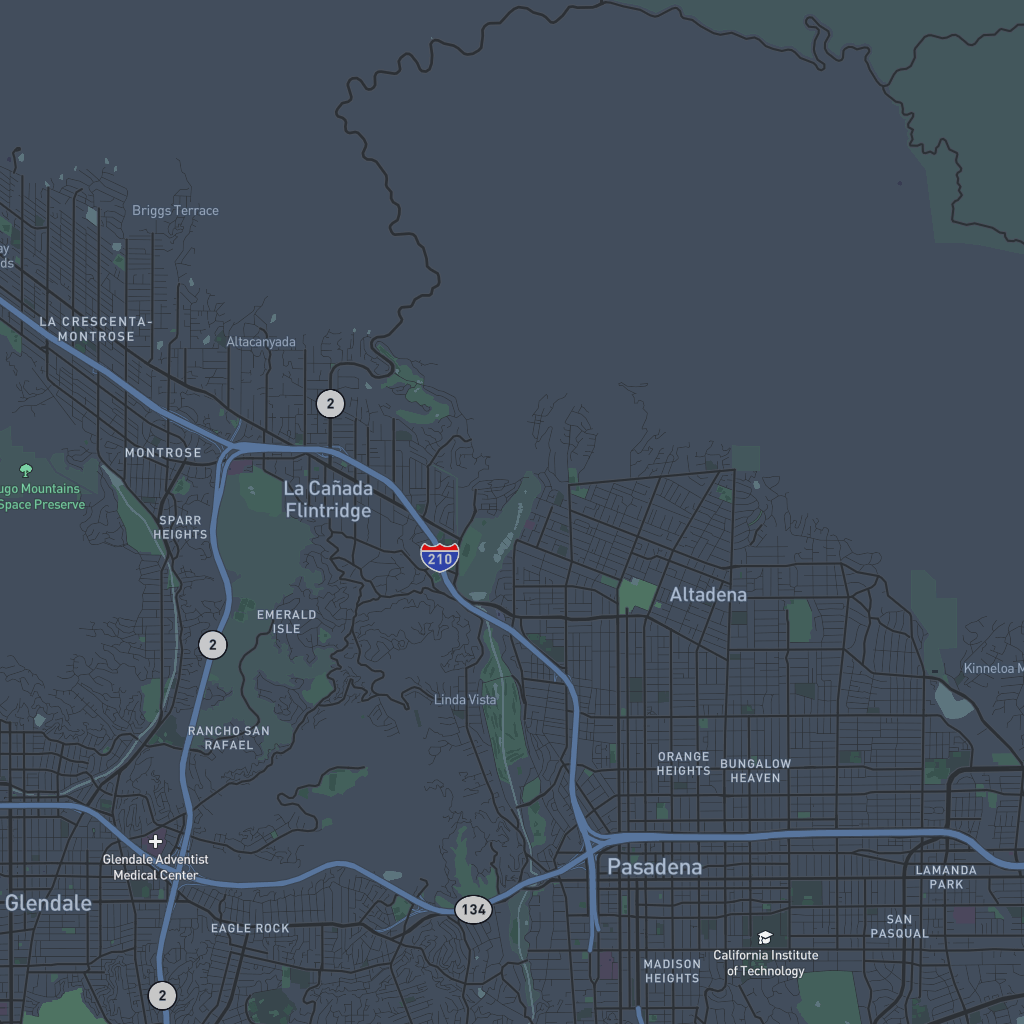 Briggs Terrace
ay
ds
LA CRESCENTA-
MONTROSE
Altacanyada
2
MONTROSE
ugo Mountains
Space Preserve
La Cañada
Flintridge
SPARR
HEIGHTS
210
Altadena
EMERALD
ISLE
2
Kinneloa M
Linda Vista
RANCHO SAN
RAFAEL
ORANGE
HEIGHTS
BUNGALOW
HEAVEN
Glendale Adventist
Medical Center
Pasadena
LAMANDA
PARK
Glendale
134
EAGLE ROCK
SAN
PASQUAL
California Institute
of Technology
MADISON
HEIGHTS
2